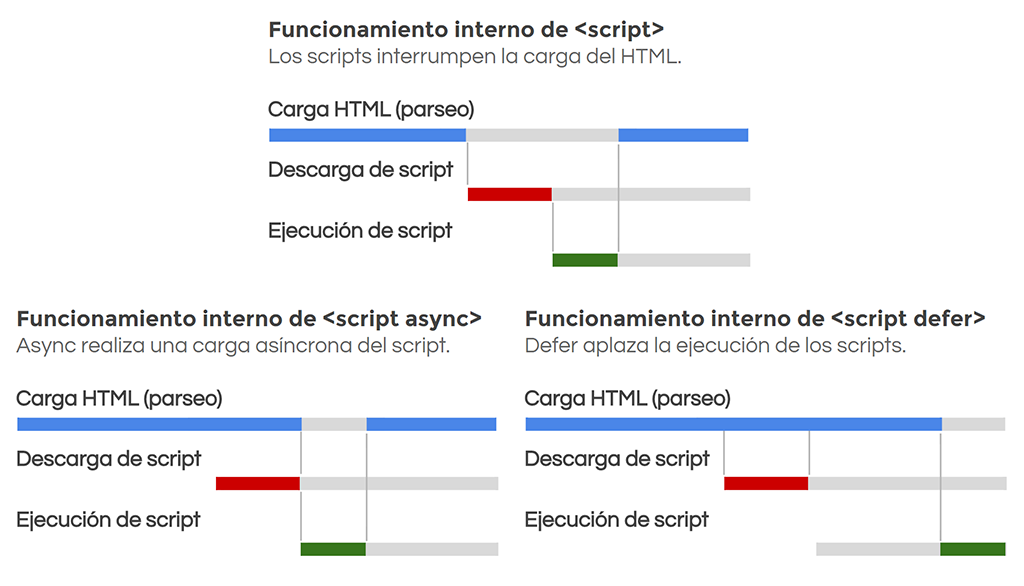 Funcionamiento interno de <script>
Los scripts interrumpen la carga del HTML.
Carga HTML (parseo)
Descarga de script
Ejecución de script
Funcionamiento interno de <script async>
Async realiza una carga asíncrona del script.
Carga HTML (parseo)
Descarga de script
Ejecución de script
Funcionamiento interno de <script defer>
Defer aplaza la ejecución de los scripts.
Carga HTML (parseo)
Descarga de script
Ejecución de script